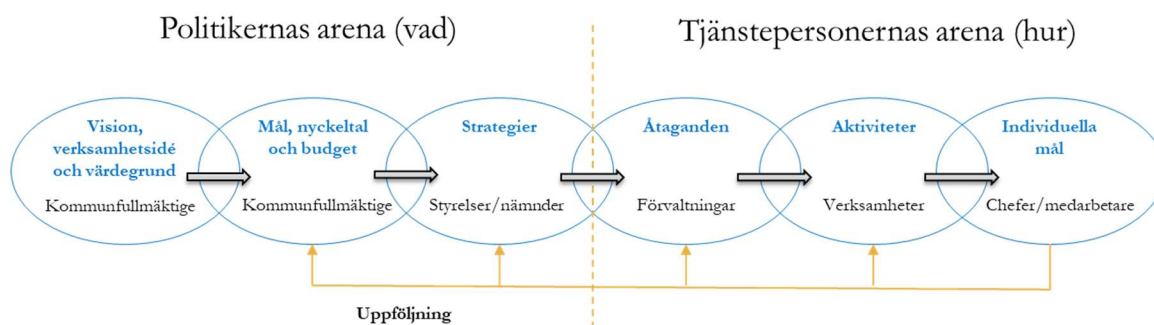 Politikernas arena (vad)
Tjänstepersonernas arena (hur)
Vision,
verksamhetsidé
och värdegrund
Kommunfullmäktige
Mål, nyckeltal
och budget
Kommunfullmäktige
Strategier
Styrelser/nämnder
Åtaganden
Förvaltningar
Aktiviteter
Verksamheter
Individuella
mål
Chefer/medarbetare
Uppföljning